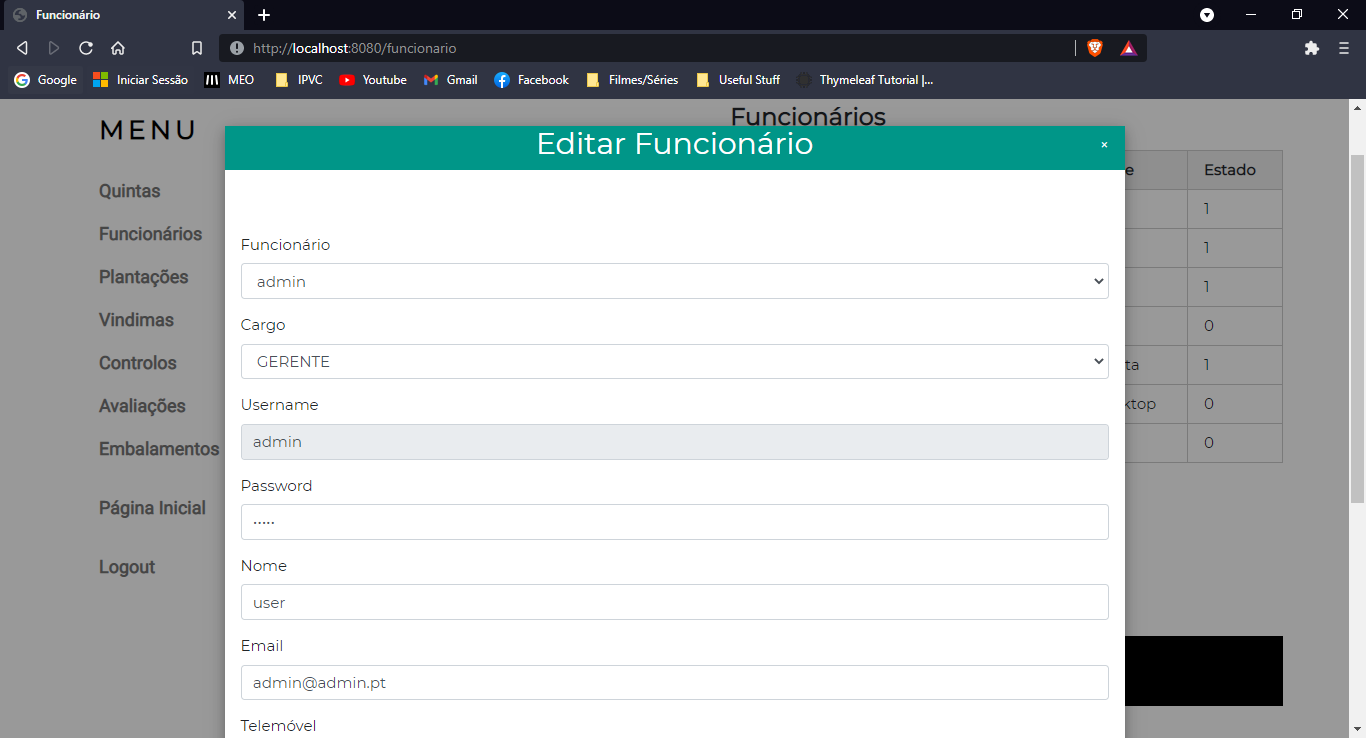 Funcionário
http://localhost:8080/funcionario
Google Iniciar Sessão MEO IPVC Youtube Gmail Facebook Filmes/Séries Useful Stuff Thymeleaf Tutorial |...
MENU
Quintas
Funcionários
Plantações
Vindimas
Controlos
Avaliações
Embalamentos
Página Inicial
Logout
Funcionários
Editar Funcionário ×
Funcionário
admin
Cargo
GERENTE
Username
admin
Password
·····
Nome
user
Email
admin@admin.pt
Telemóvel
e Estado
1
1
1
0
ta 1
ktop 0
0